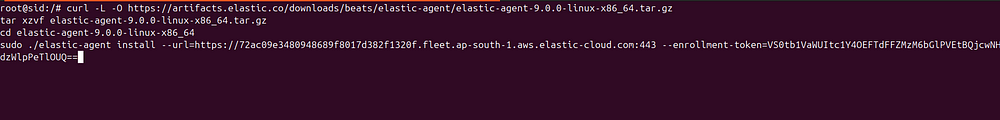 root@sid:/# curl -L -O https://artifacts.elastic.co/downloads/beats/elastic-agent/elastic-agent-9.0.0-linux-x86_64.tar.gz
tar xzvf elastic-agent-9.0.0-linux-x86_64.tar.gz
cd elastic-agent-9.0.0-linux-x86_64
sudo ./elastic-agent install --url=https://72ac09e3480948689f8017d382f1320f.fleet.ap-south-1.aws.elastic-cloud.com:443 --enrollment-token=VS0tb1VaWUItc1Y4OEFTdFFZMzM6bGlPVEtBQjcwNH
dzWlpPeTlOUQ==